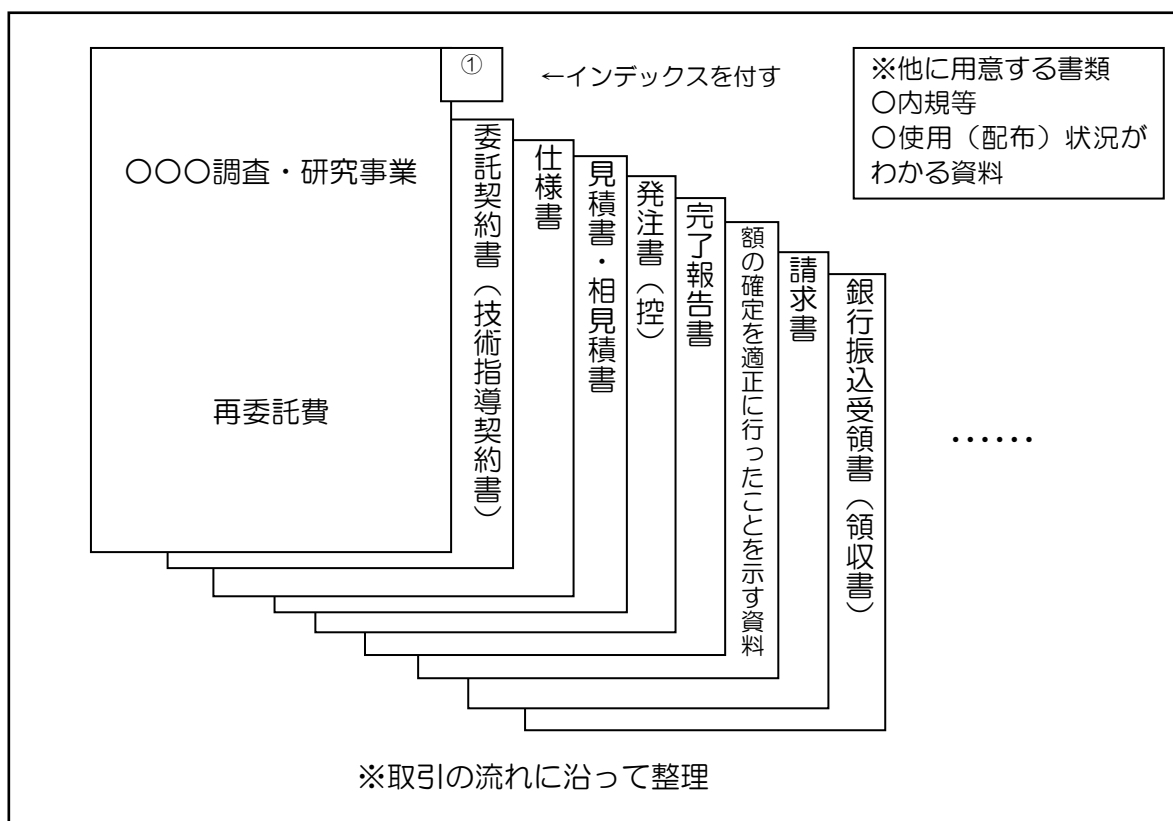 ①
←インデックスを付す
※他に用意する書類
〇内規等
〇使用（配布）状況が
わかる資料
〇〇〇調査・研究事業
再委託費
委託契約書（技術指導契約書）
仕様書
見積書・相見積書
発注書（控）
完了報告書
額の確定を適正に行ったことを示す資料
請求書
銀行振込受領書（領収書）
・・・・・・
※取引の流れに沿って整理